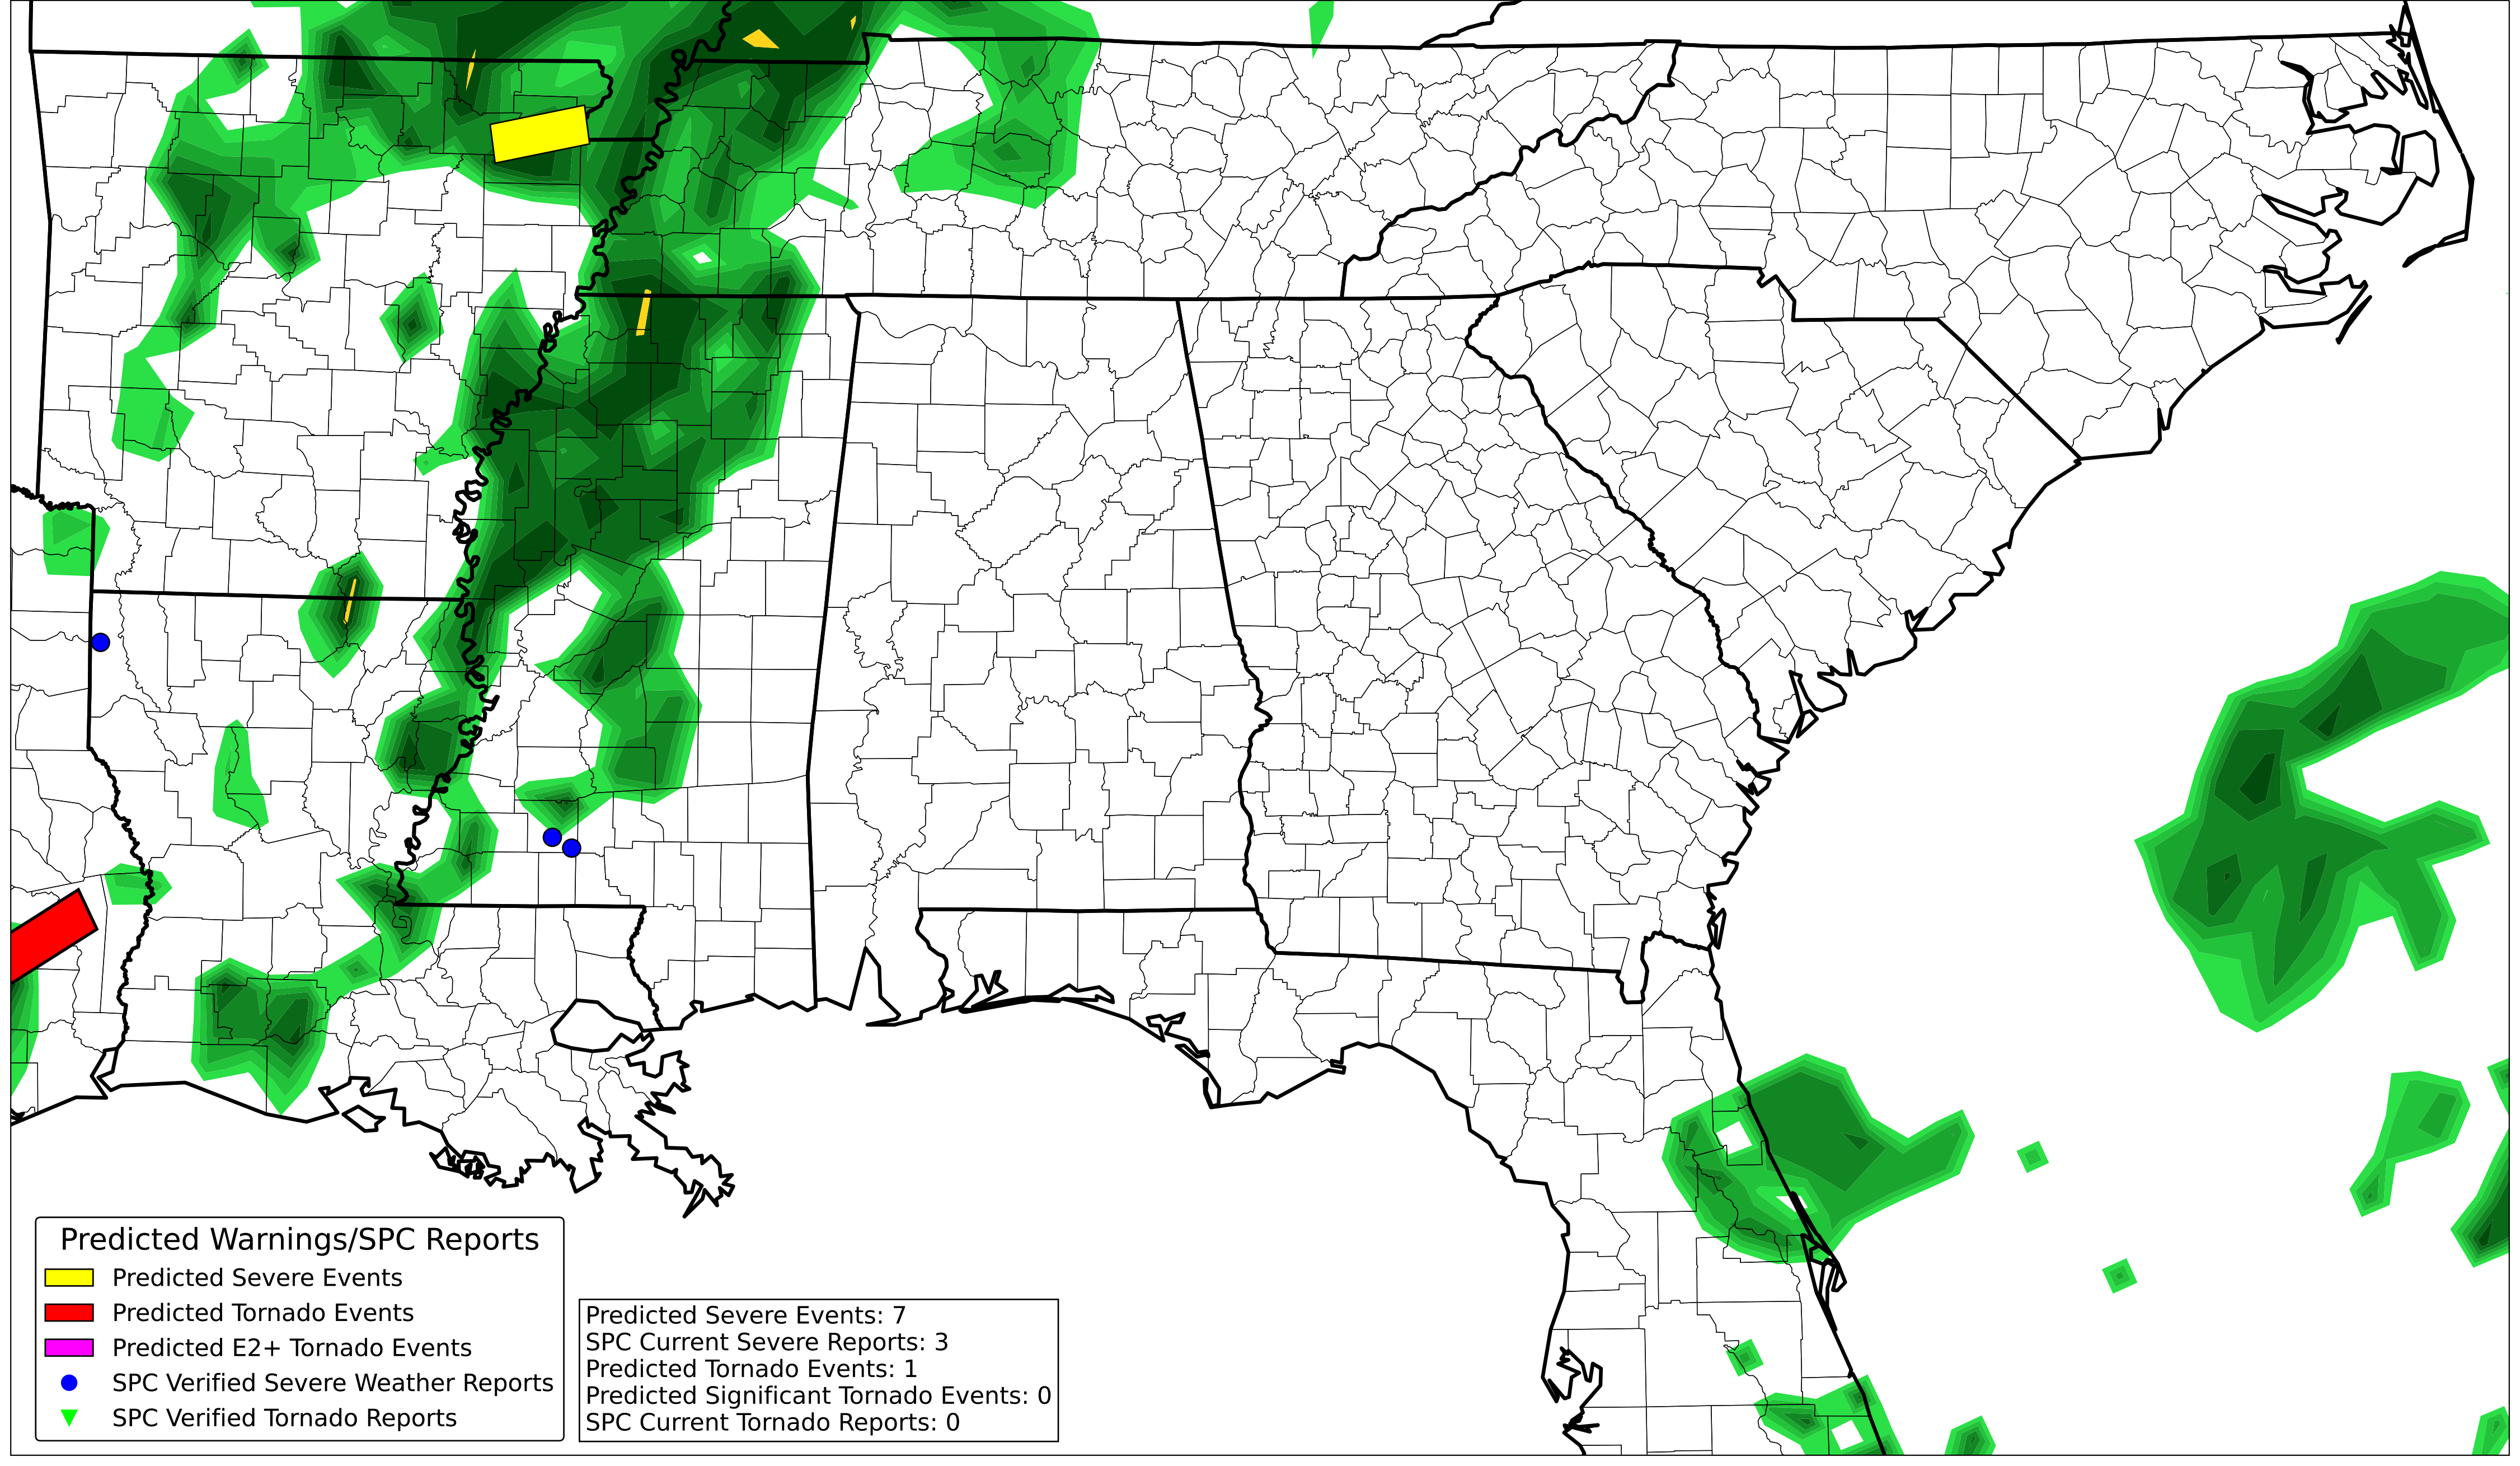 Predicted Warnings/SPC Reports
Predicted Severe Events
Predicted Tornado Events
Predicted E2+ Tornado Events
SPC Verified Severe Weather Reports
SPC Verified Tornado Reports
Predicted Severe Events: 7
SPC Current Severe Reports: 3
Predicted Tornado Events: 1
Predicted Significant Tornado Events: 0
SPC Current Tornado Reports: 0